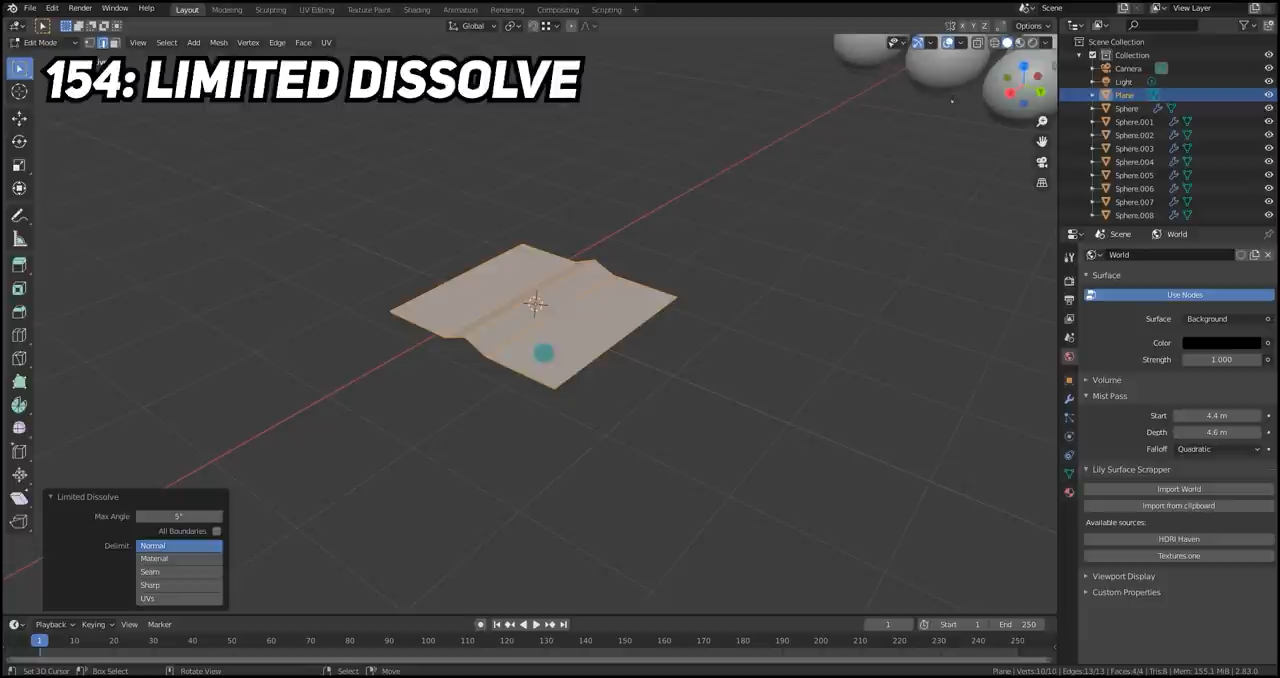 File Edit Render Window Help Layout Modeling Sculpting UV Editing Texture Paint Shading Animation Rendering Compositing Scripting + Scene View Layer
Global X Y Z Options
Edit Mode View Select Add Mesh Vertex Edge Face UV
154: LIMITED DISSOLVE
Scene Collection
Collection
Camera
Light
Plane
Sphere
Sphere.001
Sphere.002
Sphere.003
Sphere.004
Sphere.005
Sphere.006
Sphere.007
Sphere.008
Scene World
World
Surface
Use Nodes
Surface Background
Color
Strength 1.000
Volume
Mist Pass
Start 4.4 m
Depth 4.6 m
Falloff Quadratic
Lily Surface Scrapper
Import World
Import from clipboard
Available sources:
HDRI Haven
Textures.one
Viewport Display
Custom Properties
Limited Dissolve
Max Angle 5°
All Boundaries
Delimit Normal
Material
Seam
Sharp
UVs
Playback Keying View Marker 1 Start 1 End 250
1 10 20 30 40 50 60 70 80 90 100 110 120 130 140 150 160 170 180 190 200 210 220 230 240 250
Set 3D Cursor Box Select Rotate View Select Move Plane | Verts:10/10 | Edges:13/13 | Faces:4/4 | Tris:8 | Mem: 155.1 MiB | 2.83.0